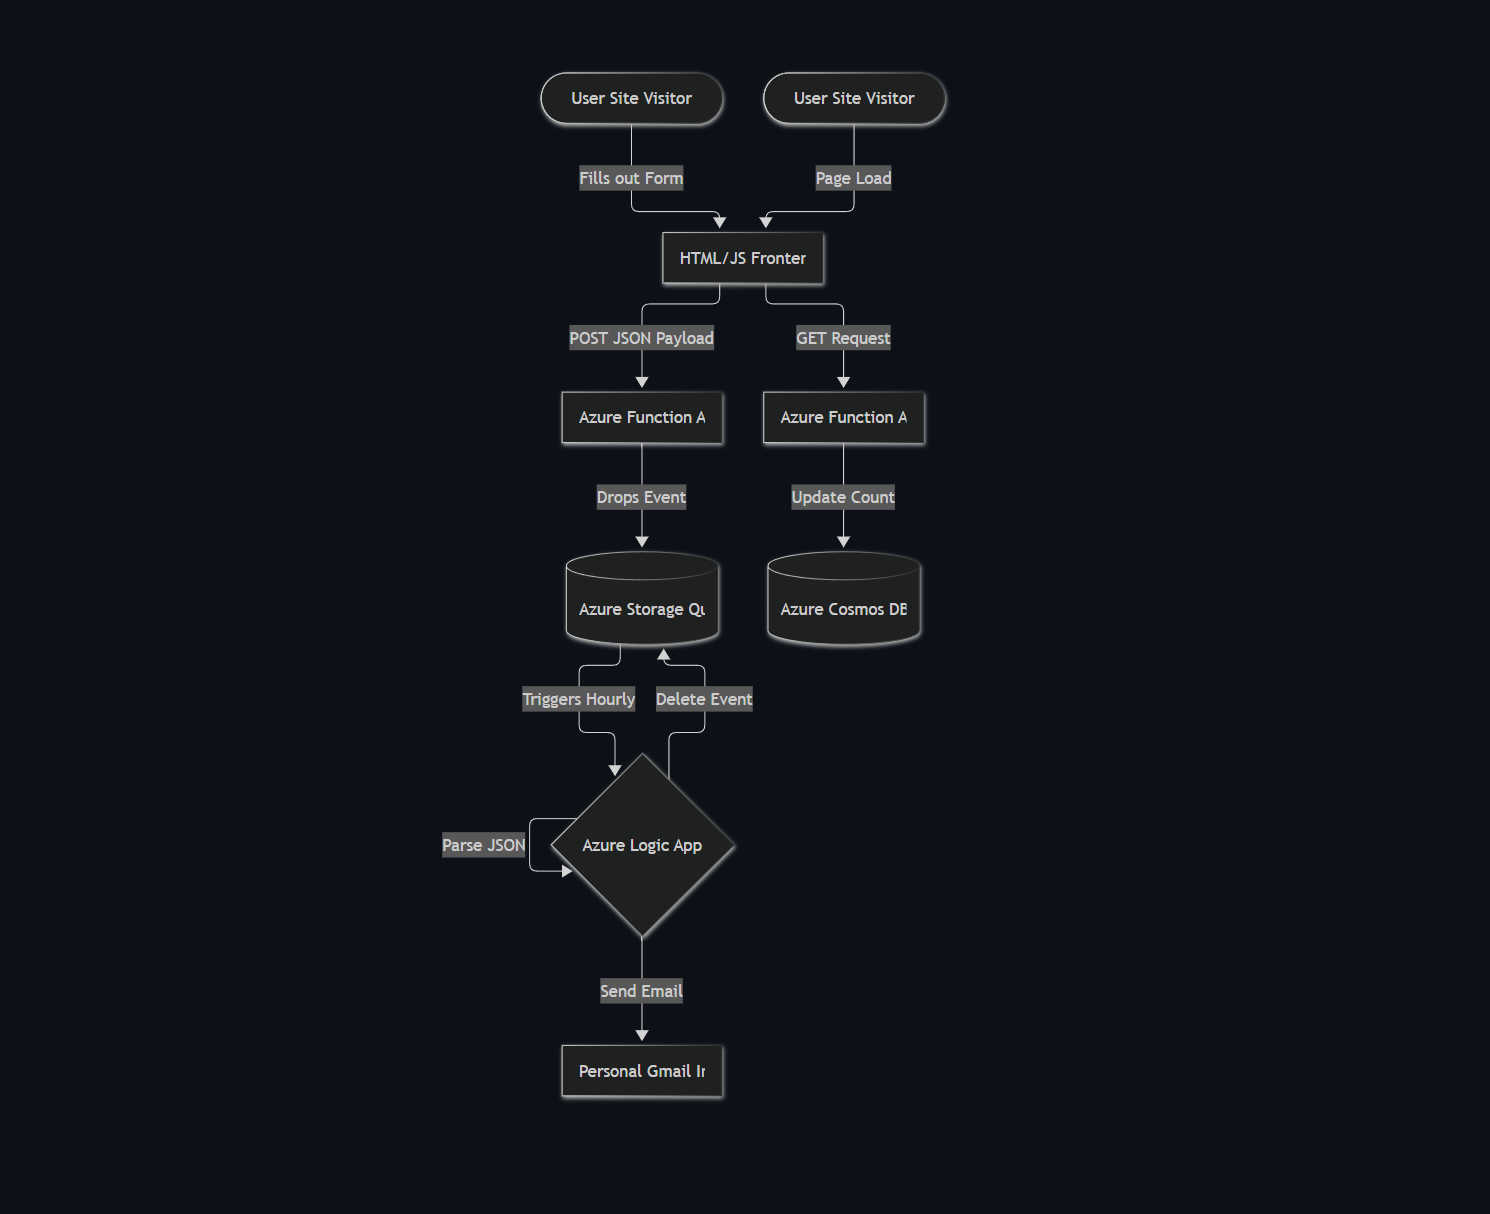 User Site Visitor
User Site Visitor
Fills out Form
Page Load
HTML/JS Fronter
POST JSON Payload
GET Request
Azure Function A
Azure Function A
Drops Event
Update Count
Azure Storage Qu
Azure Cosmos DB
Triggers Hourly
Delete Event
Parse JSON
Azure Logic App
Send Email
Personal Gmail Ir